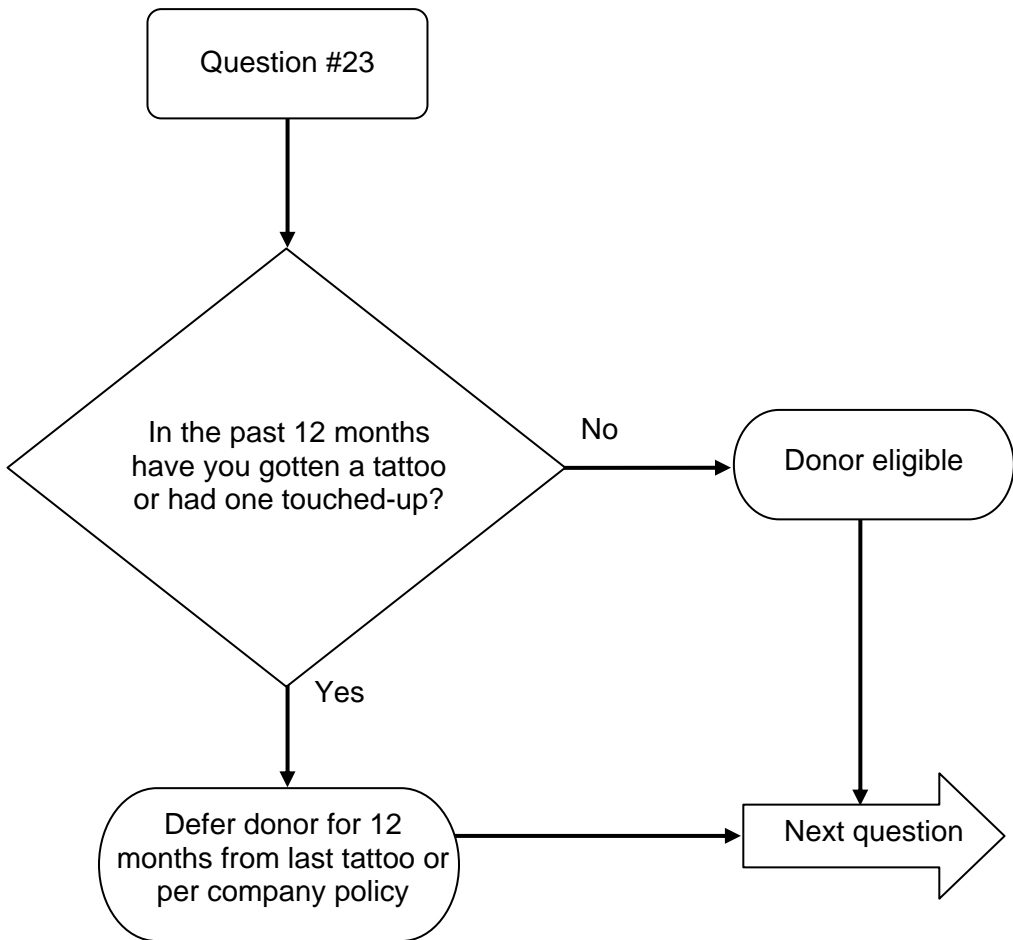 Question #23
In the past 12 months
have you gotten a tattoo
or had one touched-up?
No
Donor eligible
Yes
Defer donor for 12
months from last tattoo or
per company policy
Next question